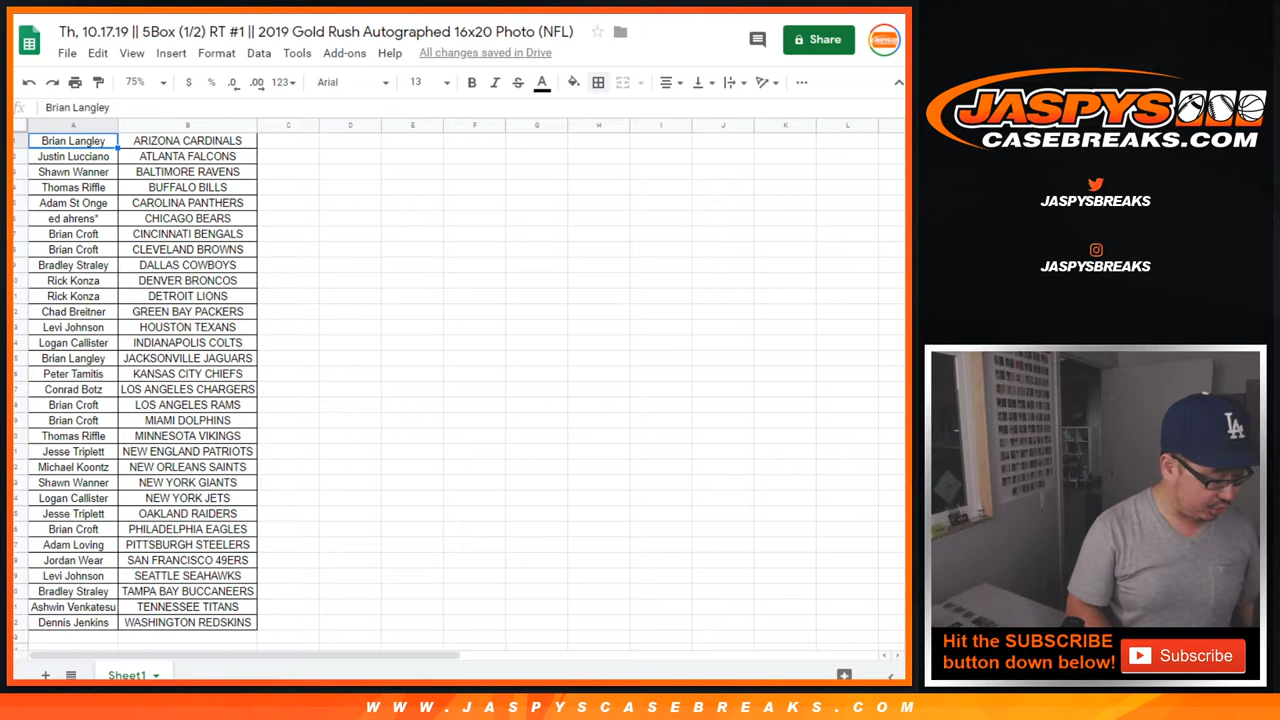 Th, 10.17.19 || 5Box (1/2) RT #1 || 2019 Gold Rush Autographed 16x20 Photo (NFL)
File Edit View Insert Format Data Tools Add-ons Help All changes saved in Drive
Share
75% $ % .0 .00 123 Arial 13 B I S A
fx Brian Langley
A B C D E F G H I J K L
Brian Langley ARIZONA CARDINALS
Justin Lucciano ATLANTA FALCONS
Shawn Wanner BALTIMORE RAVENS
Thomas Riffle BUFFALO BILLS
Adam St Onge CAROLINA PANTHERS
ed ahrens* CHICAGO BEARS
Brian Croft CINCINNATI BENGALS
Brian Croft CLEVELAND BROWNS
Bradley Straley DALLAS COWBOYS
Rick Konza DENVER BRONCOS
Rick Konza DETROIT LIONS
Chad Breitner GREEN BAY PACKERS
Levi Johnson HOUSTON TEXANS
Logan Callister INDIANAPOLIS COLTS
Brian Langley JACKSONVILLE JAGUARS
Peter Tamitis KANSAS CITY CHIEFS
Conrad Botz LOS ANGELES CHARGERS
Brian Croft LOS ANGELES RAMS
Brian Croft MIAMI DOLPHINS
Thomas Riffle MINNESOTA VIKINGS
Jesse Triplett NEW ENGLAND PATRIOTS
Michael Koontz NEW ORLEANS SAINTS
Shawn Wanner NEW YORK GIANTS
Logan Callister NEW YORK JETS
Jesse Triplett OAKLAND RAIDERS
Brian Croft PHILADELPHIA EAGLES
Adam Loving PITTSBURGH STEELERS
Jordan Wear SAN FRANCISCO 49ERS
Levi Johnson SEATTLE SEAHAWKS
Bradley Straley TAMPA BAY BUCCANEERS
Ashwin Venkatesu TENNESSEE TITANS
Dennis Jenkins WASHINGTON REDSKINS
Sheet1
JASPYS
CASEBREAKS.COM
JASPYSBREAKS
JASPYSBREAKS
LA
Hit the SUBSCRIBE
button down below!
Subscribe
WWW.JASPYSCASEBREAKS.COM